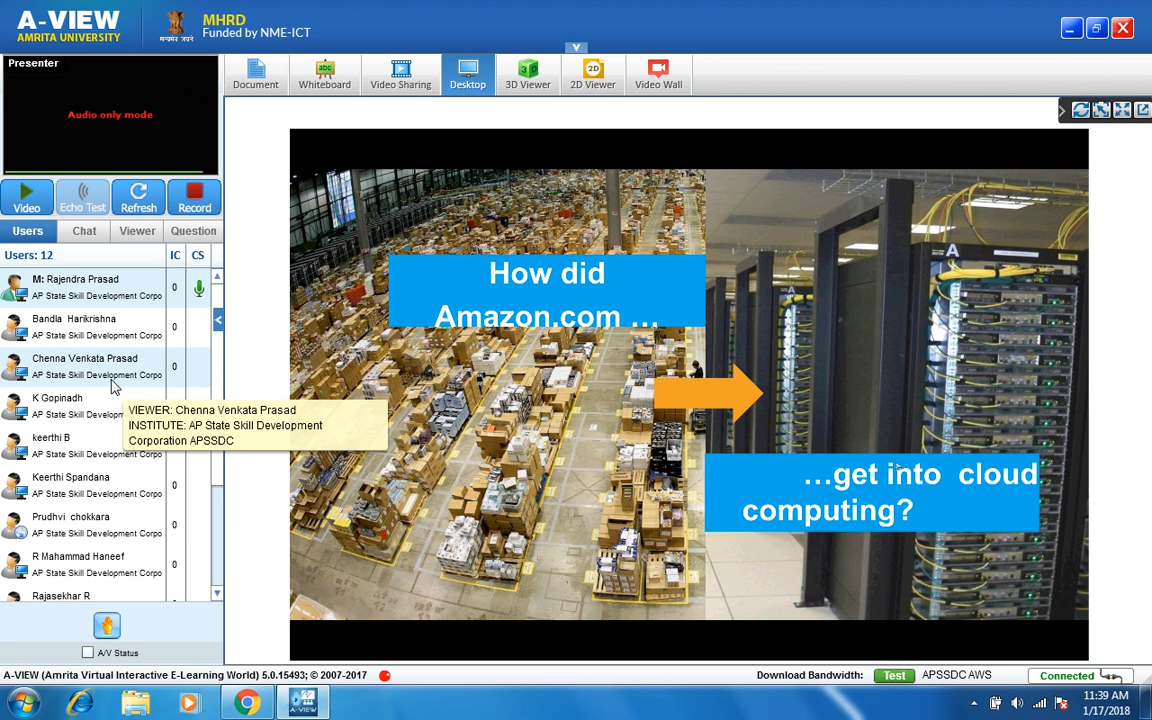 A-VIEW
AMRITA UNIVERSITY
MHRD
Funded by NME-ICT
Presenter
Audio only mode
Document
Whiteboard
Video Sharing
Desktop
3D Viewer
2D Viewer
Video Wall
Video
Echo Test
Refresh
Record
Users
Chat
Viewer
Question
Users: 12
IC
CS
M: Rajendra Prasad
AP State Skill Development Corpo
0
Bandla Harikrishna
AP State Skill Development Corpo
0
Chenna Venkata Prasad
AP State Skill Development Corpo
0
K Gopinadh
AP State Skill Develop
VIEWER: Chenna Venkata Prasad
INSTITUTE: AP State Skill Development
Corporation APSSDC
keerthi B
AP State Skill Develop
Keerthi Spandana
AP State Skill Development Corpo
0
Prudhvi chokkara
AP State Skill Development Corpo
0
R Mahammad Haneef
AP State Skill Development Corpo
0
Rajasekhar R
A/V Status
How did
Amazon.com …
A
A
…get into cloud
computing?
A-VIEW (Amrita Virtual Interactive E-Learning World) 5.0.15493; © 2007-2017
Download Bandwidth:
Test
APSSDC AWS
Connected
11:39 AM
1/17/2018